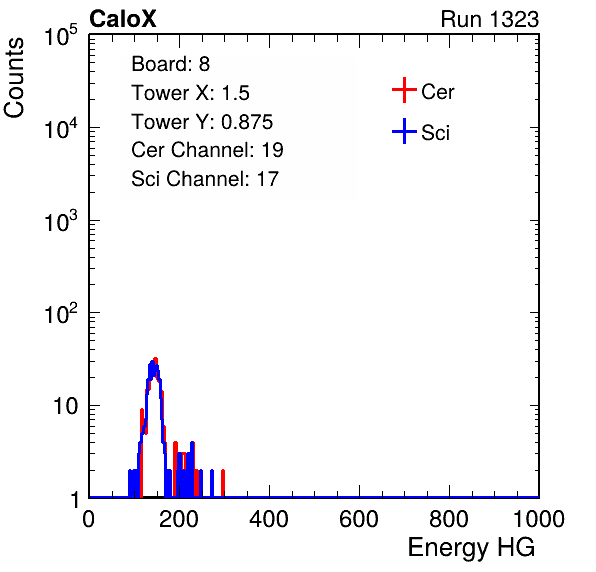 CaloX Run 1323
Counts
10^5
10^4
10^3
10^2
10
1
Board: 8
Tower X: 1.5
Tower Y: 0.875
Cer Channel: 19
Sci Channel: 17
Cer
Sci
0 200 400 600 800 1000
Energy HG